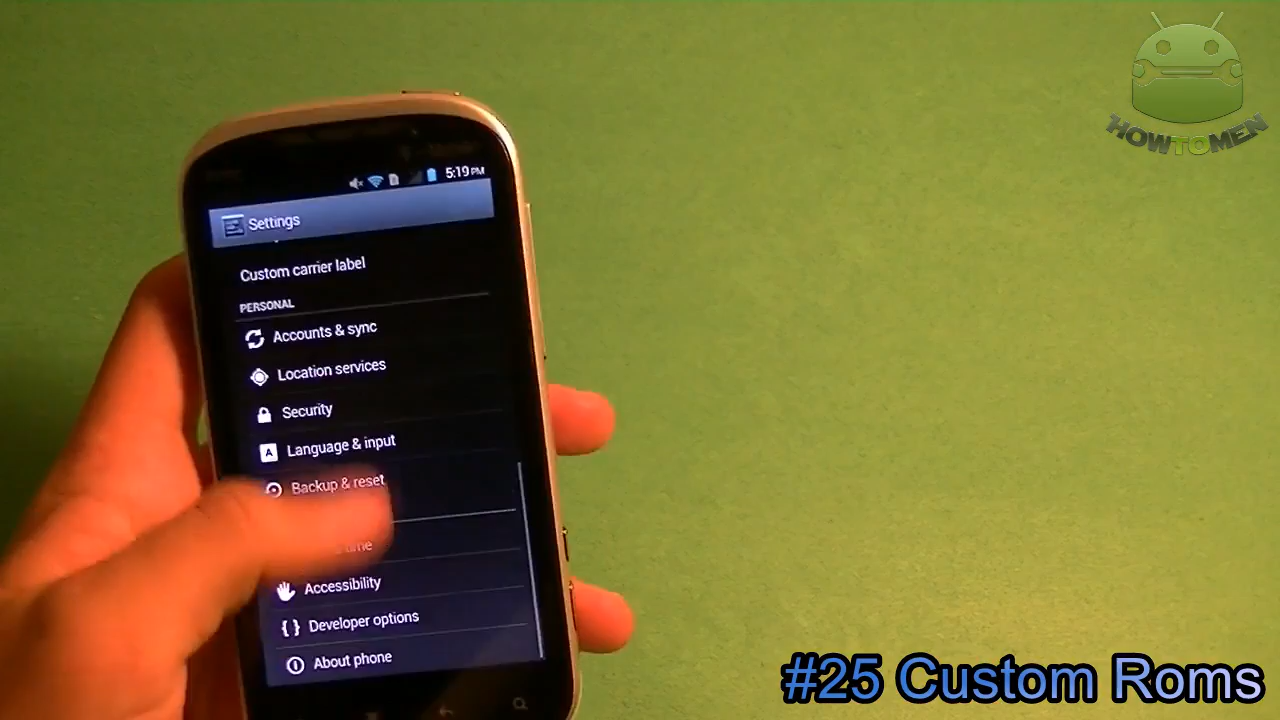 HOWTOMEN
5:19 PM
Settings
Custom carrier label
PERSONAL
Accounts & sync
Location services
Security
A Language & input
Backup & reset
time
Accessibility
{ } Developer options
About phone
#25 Custom Roms